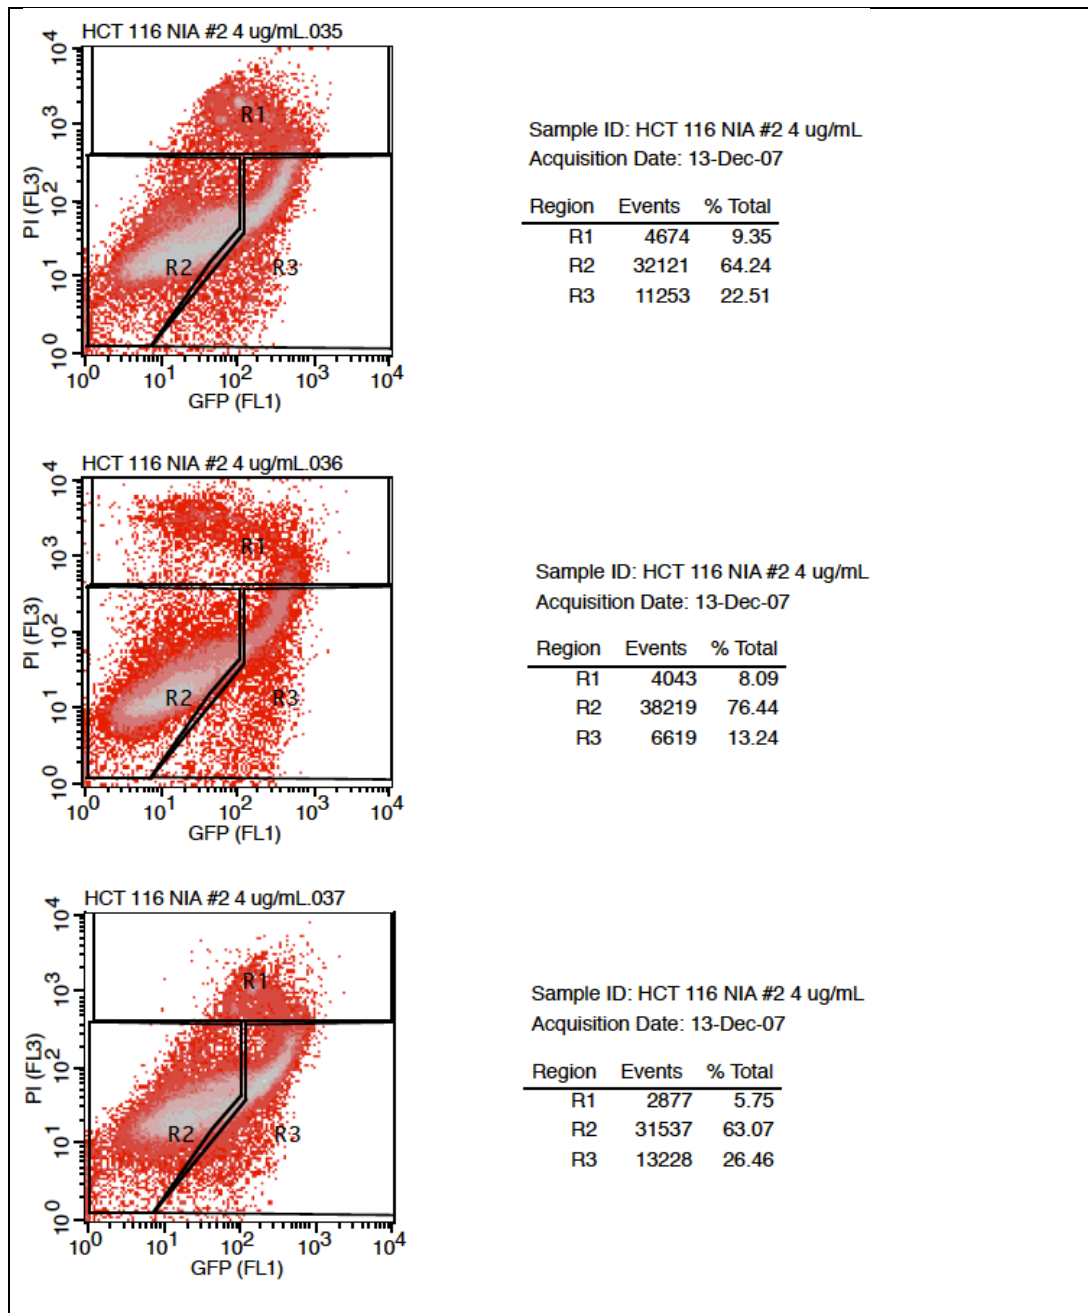 HCT 116 NIA #2 4 ug/mL.035
10^4
10^3
10^2
10^1
10^0
PI (FL3)
R1
R2
R3
10^0 10^1 10^2 10^3 10^4
GFP (FL1)
Sample ID: HCT 116 NIA #2 4 ug/mL
Acquisition Date: 13-Dec-07
Region Events % Total
R1 4674 9.35
R2 32121 64.24
R3 11253 22.51
HCT 116 NIA #2 4 ug/mL.036
10^4
10^3
10^2
10^1
10^0
PI (FL3)
R1
R2
R3
10^0 10^1 10^2 10^3 10^4
GFP (FL1)
Sample ID: HCT 116 NIA #2 4 ug/mL
Acquisition Date: 13-Dec-07
Region Events % Total
R1 4043 8.09
R2 38219 76.44
R3 6619 13.24
HCT 116 NIA #2 4 ug/mL.037
10^4
10^3
10^2
10^1
10^0
PI (FL3)
R1
R2
R3
10^0 10^1 10^2 10^3 10^4
GFP (FL1)
Sample ID: HCT 116 NIA #2 4 ug/mL
Acquisition Date: 13-Dec-07
Region Events % Total
R1 2877 5.75
R2 31537 63.07
R3 13228 26.46